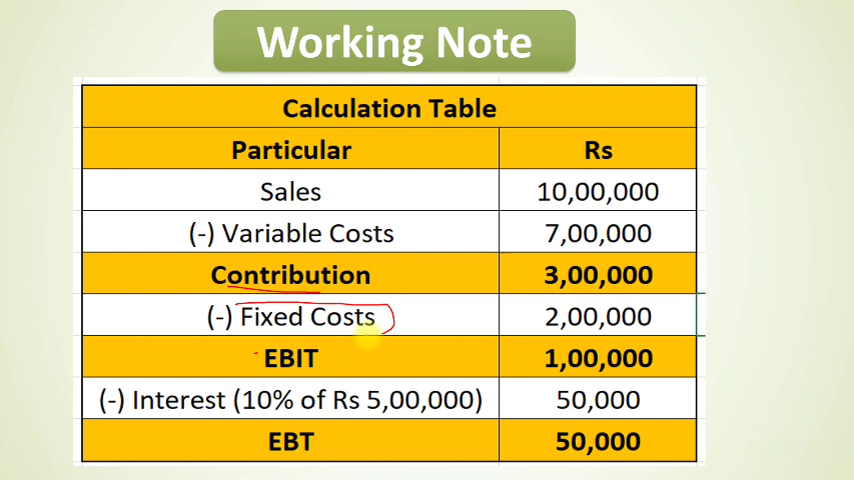 Working Note
Calculation Table
Particular Rs
Sales 10,00,000
(-) Variable Costs 7,00,000
Contribution 3,00,000
(-) Fixed Costs 2,00,000
EBIT 1,00,000
(-) Interest (10% of Rs 5,00,000) 50,000
EBT 50,000